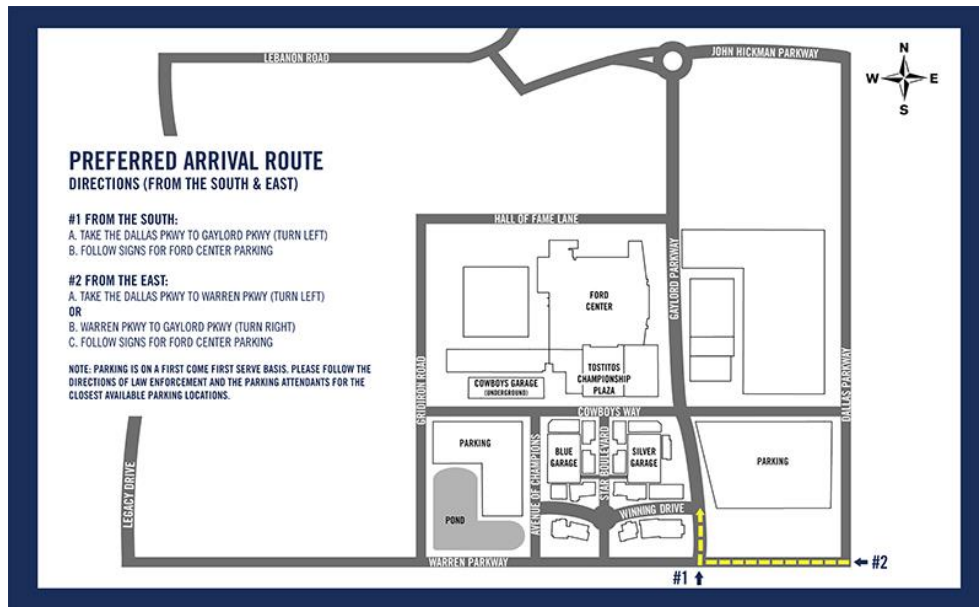 LEBANON ROAD
JOHN HICKMAN PARKWAY
N
W E
S
PREFERRED ARRIVAL ROUTE
DIRECTIONS (FROM THE SOUTH & EAST)
#1 FROM THE SOUTH:
A. TAKE THE DALLAS PKWY TO GAYLORD PKWY (TURN LEFT)
B. FOLLOW SIGNS FOR FORD CENTER PARKING
#2 FROM THE EAST:
A. TAKE THE DALLAS PKWY TO WARREN PKWY (TURN LEFT)
OR
B. WARREN PKWY TO GAYLORD PKWY (TURN RIGHT)
C. FOLLOW SIGNS FOR FORD CENTER PARKING
NOTE: PARKING IS ON A FIRST COME FIRST SERVE BASIS. PLEASE FOLLOW THE
DIRECTIONS OF LAW ENFORCEMENT AND THE PARKING ATTENDANTS FOR THE
CLOSEST AVAILABLE PARKING LOCATIONS.
HALL OF FAME LANE
GAYLORD PARKWAY
FORD
CENTER
TOSTITOS
CHAMPIONSHIP
PLAZA
COWBOYS GARAGE
(UNDERGROUND)
GRIDIRON ROAD
DALLAS PARKWAY
COWBOYS WAY
PARKING
AVENUE OF CHAMPIONS
BLUE
GARAGE
STAR BOULEVARD
SILVER
GARAGE
PARKING
LEGACY DRIVE
POND
WINNING DRIVE
WARREN PARKWAY
#1
#2